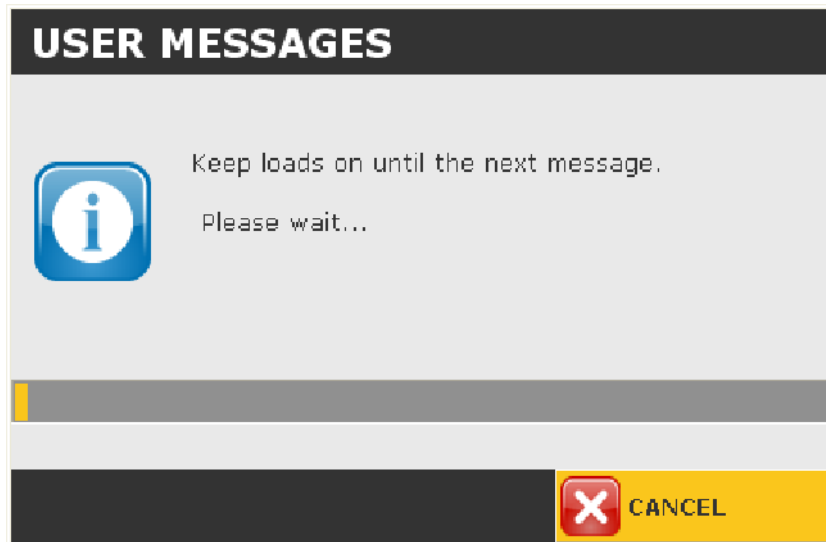 USER MESSAGES
Keep loads on until the next message.
Please wait...
CANCEL